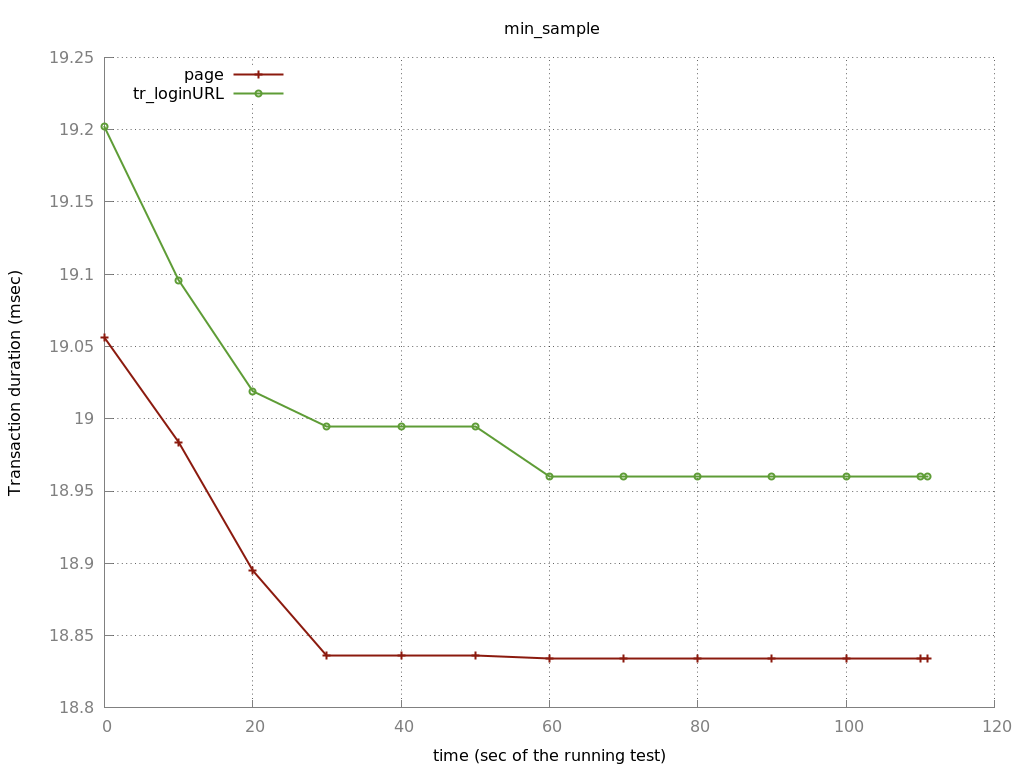 min_sample
19.25
page
tr_loginURL
19.2
19.15
19.1
19.05
19
18.95
18.9
18.85
18.8
Transaction duration (msec)
0 20 40 60 80 100 120
time (sec of the running test)